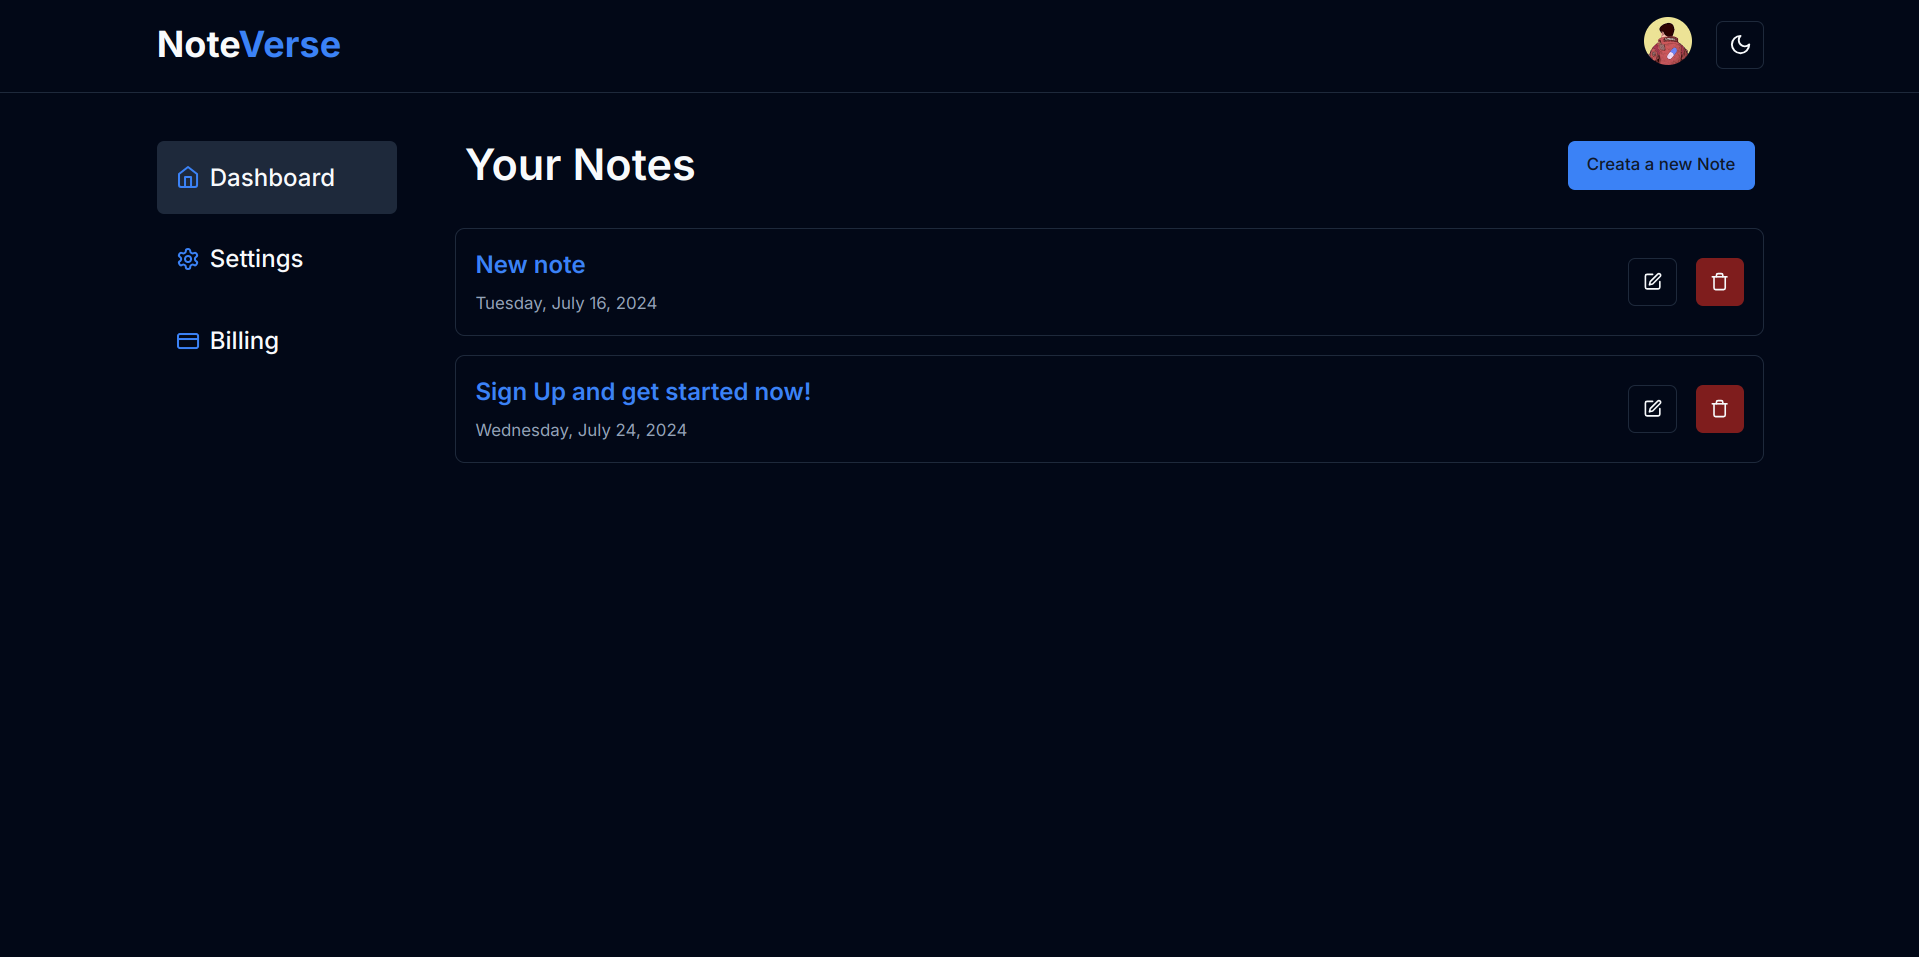 NoteVerse
Dashboard
Settings
Billing
Your Notes
Creata a new Note
New note
Tuesday, July 16, 2024
Sign Up and get started now!
Wednesday, July 24, 2024